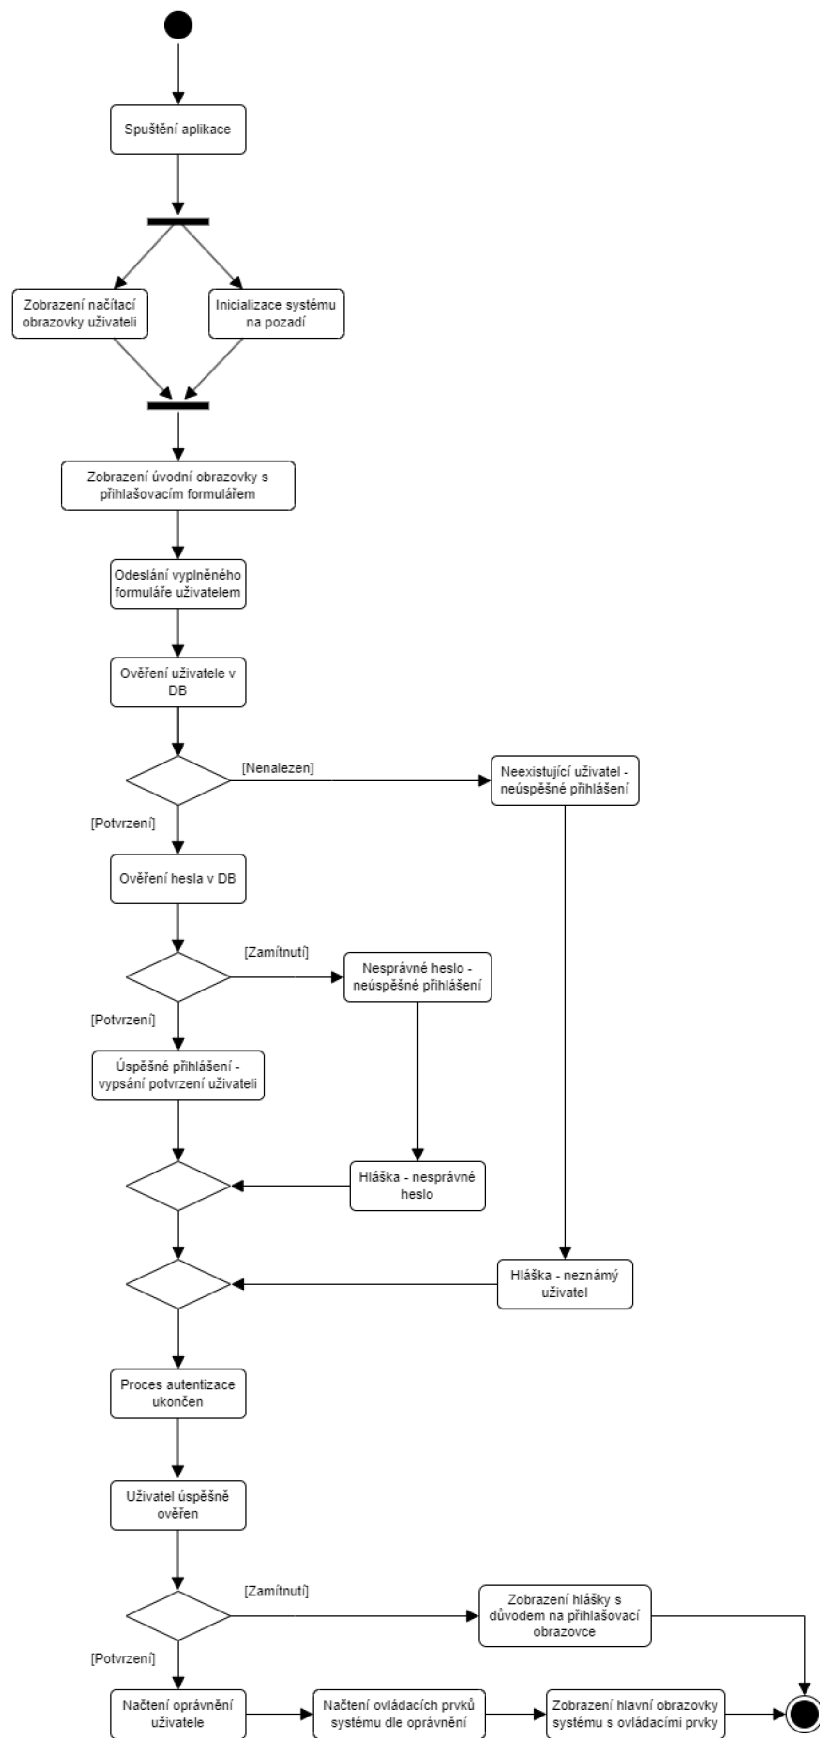 Spuštění aplikace
Zobrazení načítací
obrazovky uživateli
Inicializace systému
na pozadí
Zobrazení úvodní obrazovky s
přihlašovacím formulářem
Odeslání vyplněného
formuláře uživatelem
Ověření uživatele v
DB
[Nenalezen]
Neexistující uživatel -
neúspěšné přihlášení
[Potvrzení]
Ověření hesla v DB
[Zamítnutí]
Nesprávné heslo -
neúspěšné přihlášení
[Potvrzení]
Úspěšné přihlášení -
vypsání potvrzení uživateli
Hláška - nesprávné
heslo
Hláška - neznámý
uživatel
Proces autentizace
ukončen
Uživatel úspěšně
ověřen
[Zamítnutí]
Zobrazení hlášky s
důvodem na přihlašovací
obrazovce
[Potvrzení]
Načtení oprávnění
uživatele
Načtení ovládacích prvků
systému dle oprávnění
Zobrazení hlavní obrazovky
systému s ovládacími prvky